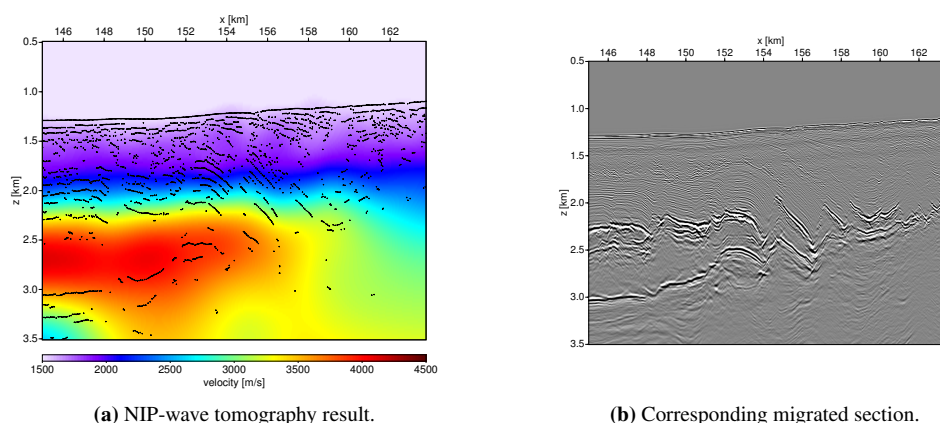 x [km]
146 148 150 152 154 156 158 160 162
0.5
1.0
1.5
2.0
2.5
3.0
3.5
z [km]
1500 2000 2500 3000 3500 4000 4500
velocity [m/s]
(a) NIP-wave tomography result.
x [km]
146 148 150 152 154 156 158 160 162
0.5
1.0
1.5
2.0
2.5
3.0
3.5
z [km]
(b) Corresponding migrated section.